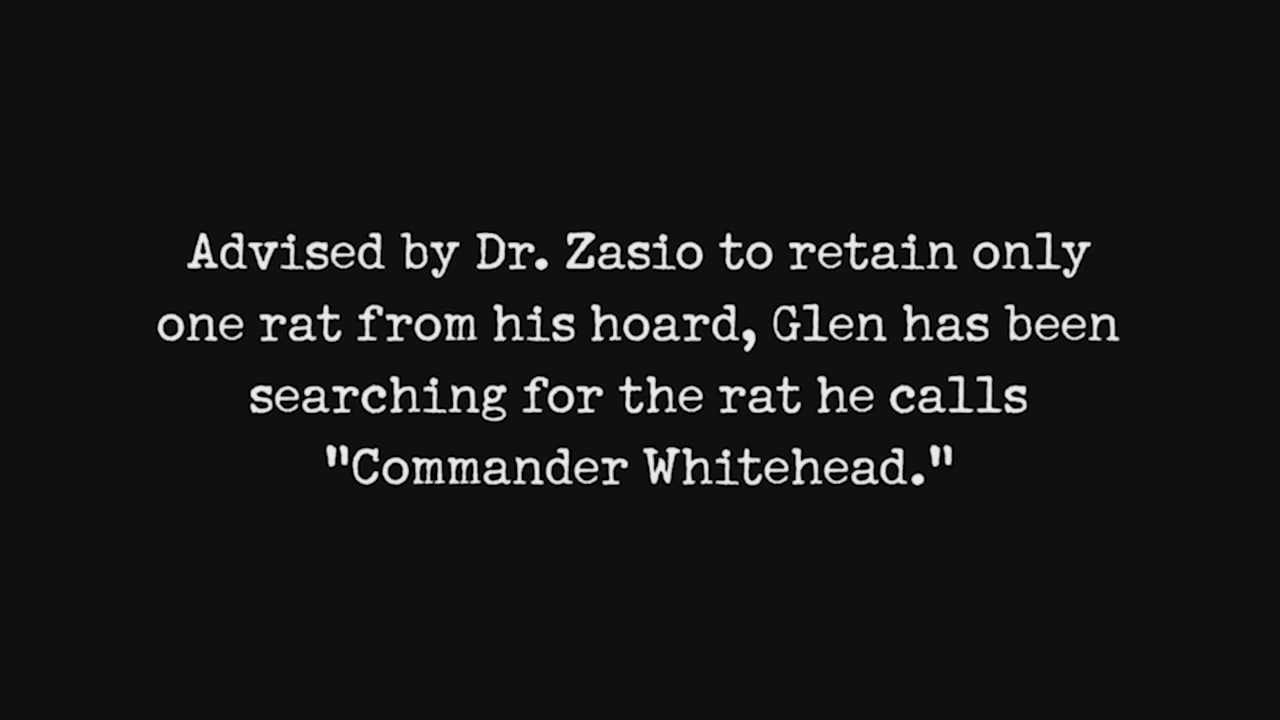 Advised by Dr. Zasio to retain only
one rat from his hoard, Glen has been
searching for the rat he calls
"Commander Whitehead."